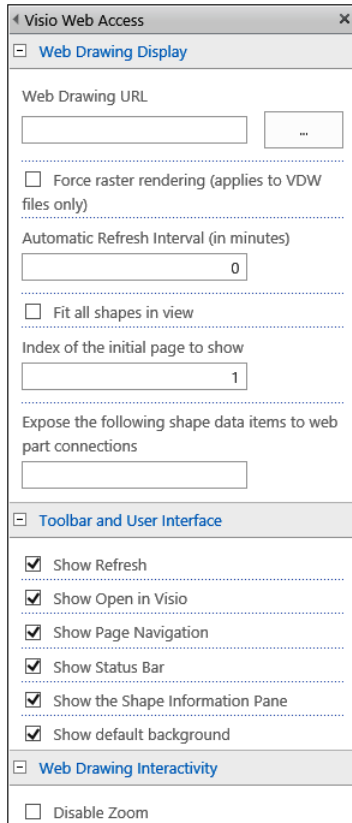 Visio Web Access
Web Drawing Display
Web Drawing URL
...
Force raster rendering (applies to VDW
files only)
Automatic Refresh Interval (in minutes)
0
Fit all shapes in view
Index of the initial page to show
1
Expose the following shape data items to web
part connections
Toolbar and User Interface
Show Refresh
Show Open in Visio
Show Page Navigation
Show Status Bar
Show the Shape Information Pane
Show default background
Web Drawing Interactivity
Disable Zoom